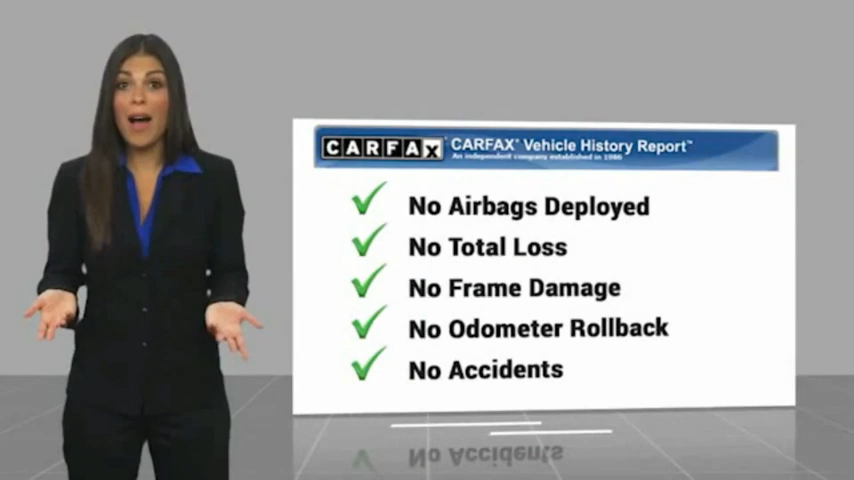 CARFAX CARFAX® Vehicle History Report™
An independent company established in 1986
No Airbags Deployed
No Total Loss
No Frame Damage
No Odometer Rollback
No Accidents
No Accidents